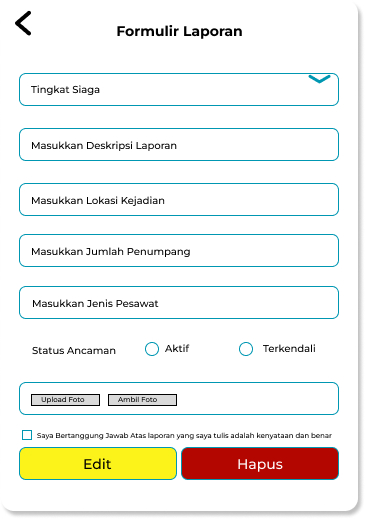 Formulir Laporan
Tingkat Siaga
Masukkan Deskripsi Laporan
Masukkan Lokasi Kejadian
Masukkan Jumlah Penumpang
Masukkan Jenis Pesawat
Status Ancaman Aktif Terkendali
Upload Foto Ambil Foto
Saya Bertanggung Jawab Atas laporan yang saya tulis adalah kenyataan dan benar
Edit Hapus